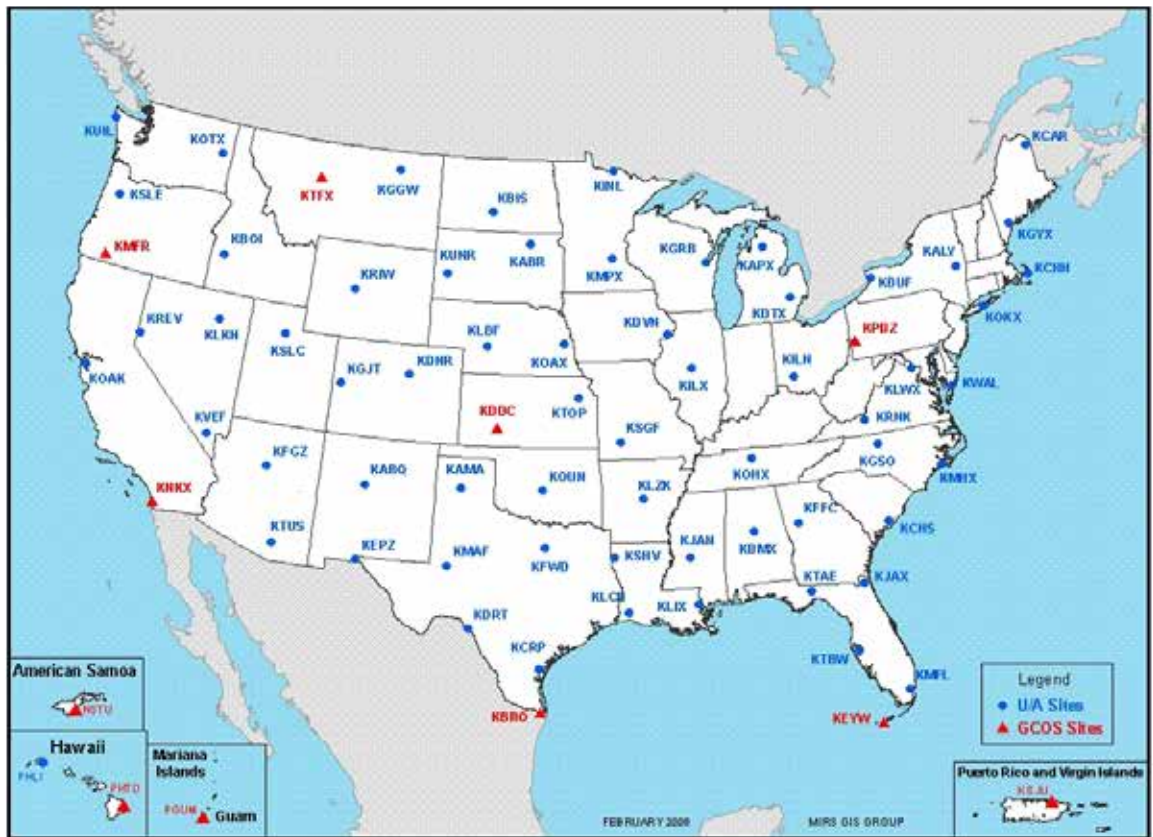 KUIL
KOTX
KCAR
KTFX
KGGW
KINL
KSLE
KBIS
KGYX
KMFR
KBOI
KUNR
KABR
KGRB
KAPX
KALY
KRIW
KMPX
KBUF
KCHH
KREV
KLKN
KDTX
KOKX
KSLC
KLBF
KDVN
KPBZ
KOAK
KGJT
KDNR
KOAX
KILX
KILN
KLWX
KWAL
KDDC
KTOP
KVEF
KSGF
KRNK
KFGZ
KABQ
KAMA
KOUN
KOHX
KGSO
KMHX
KNKX
KLZK
KFFC
KTUS
KEPZ
KMAF
KFWD
KSHV
KJAN
KBMX
KCHS
KLCH
KLIX
KTAE
KJAX
KDRT
KCRP
KTBW
KMFL
American Samoa
NSTU
KBRO
KEYW
Legend
U/A Sites
GCOS Sites
Hawaii
PHLI
PHTO
Mariana
Islands
PGUM
Guam
Puerto Rico and Virgin Islands
KSJU
FEBRUARY 2009
MIRS GIS GROUP